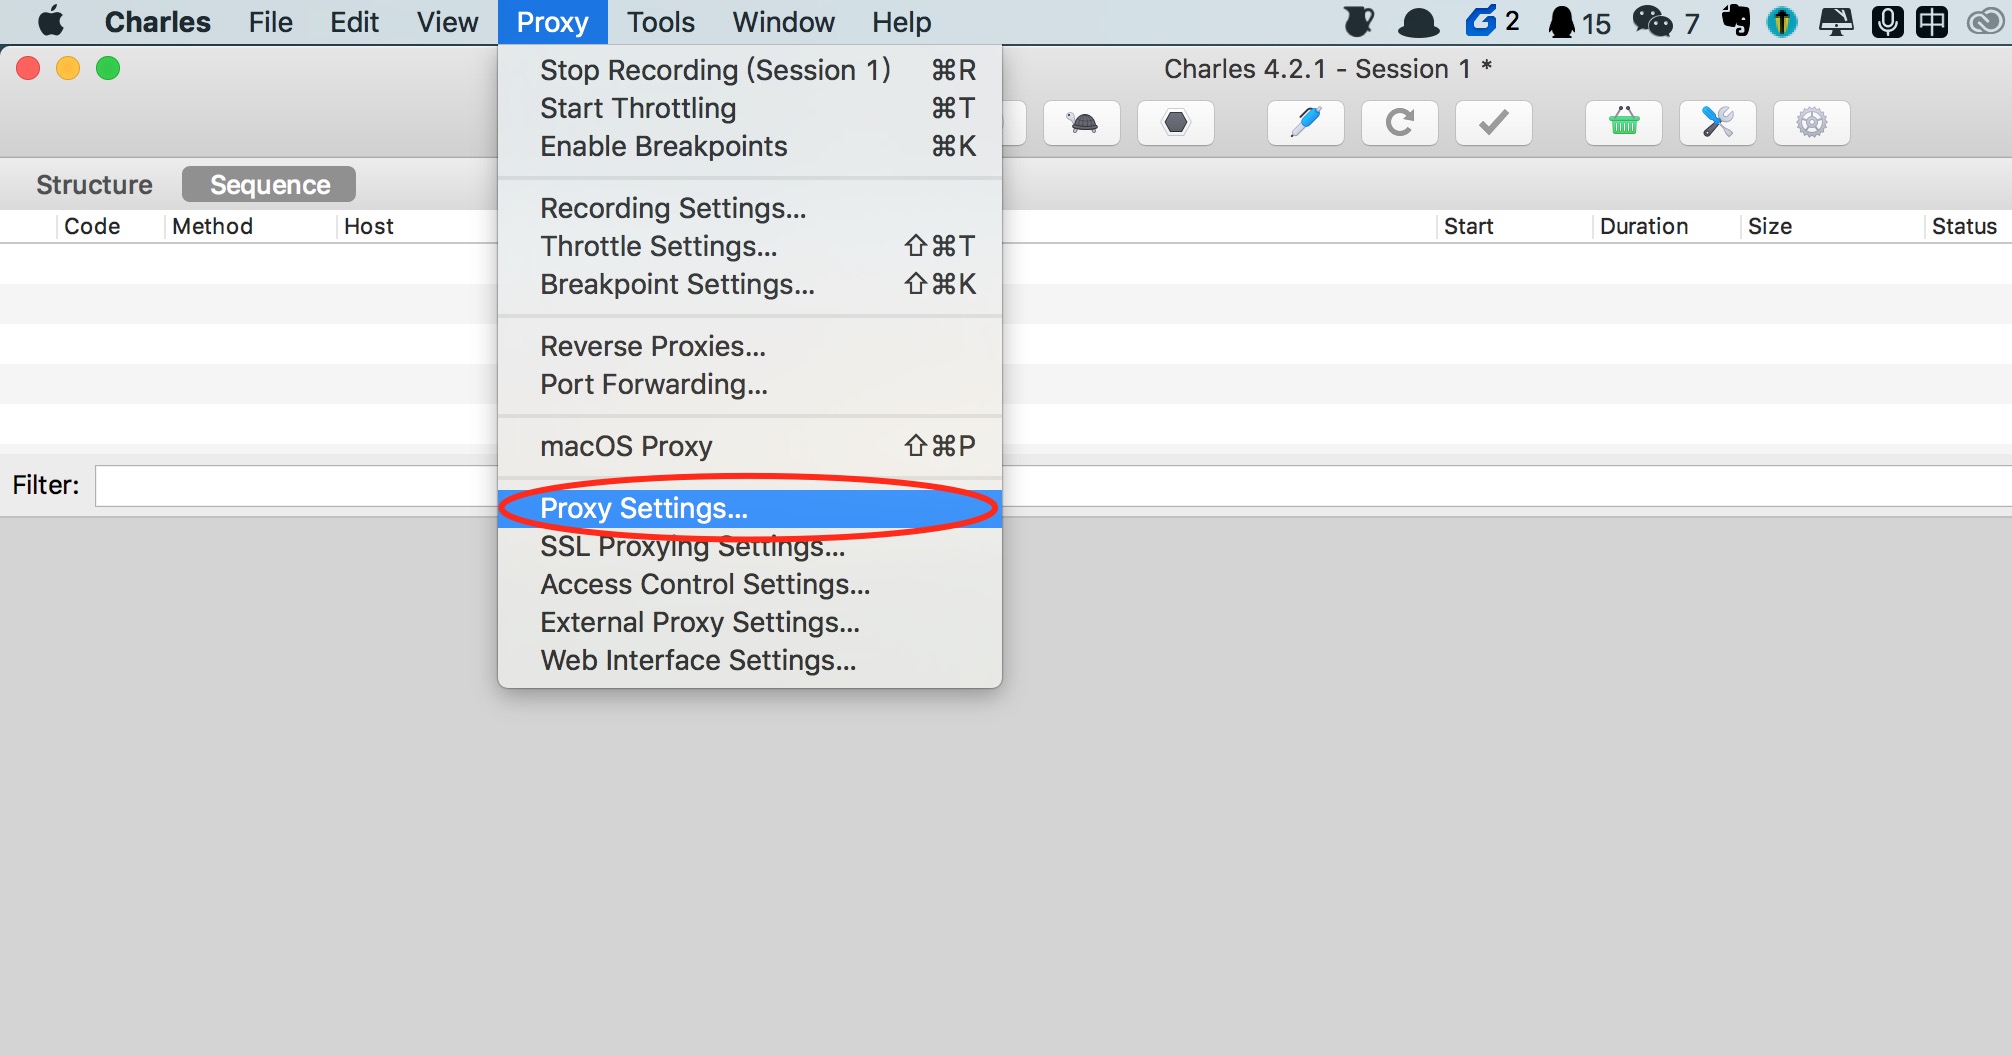 Charles File Edit View Proxy Tools Window Help 2 15 7 中
Charles 4.2.1 - Session 1 *
Stop Recording (Session 1) ⌘R
Start Throttling ⌘T
Enable Breakpoints ⌘K
Recording Settings...
Throttle Settings... ⇧⌘T
Breakpoint Settings... ⇧⌘K
Reverse Proxies...
Port Forwarding...
macOS Proxy ⇧⌘P
Proxy Settings...
SSL Proxying Settings...
Access Control Settings...
External Proxy Settings...
Web Interface Settings...
Structure Sequence
Code Method Host Start Duration Size Status
Filter: